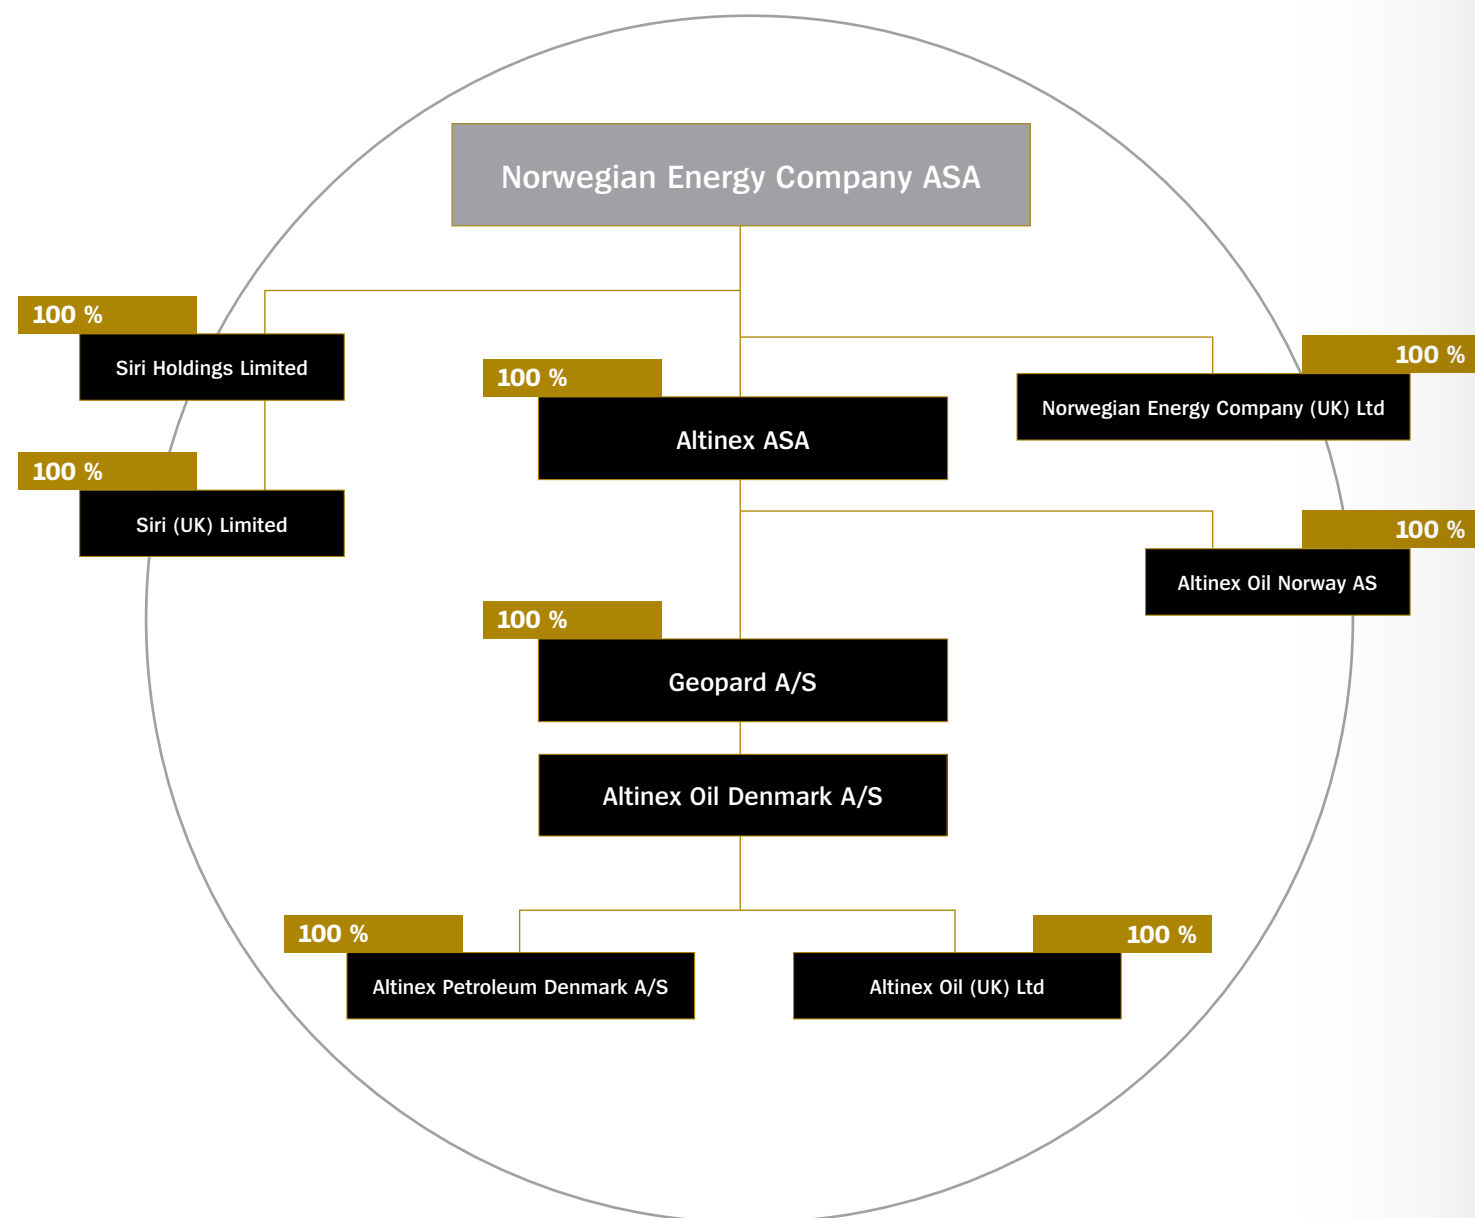 Norwegian Energy Company ASA
100 %
Siri Holdings Limited
100 %
Norwegian Energy Company (UK) Ltd
100 %
Altinex ASA
100 %
Siri (UK) Limited
100 %
Altinex Oil Norway AS
100 %
Geopard A/S
Altinex Oil Denmark A/S
100 %
Altinex Petroleum Denmark A/S
100 %
Altinex Oil (UK) Ltd